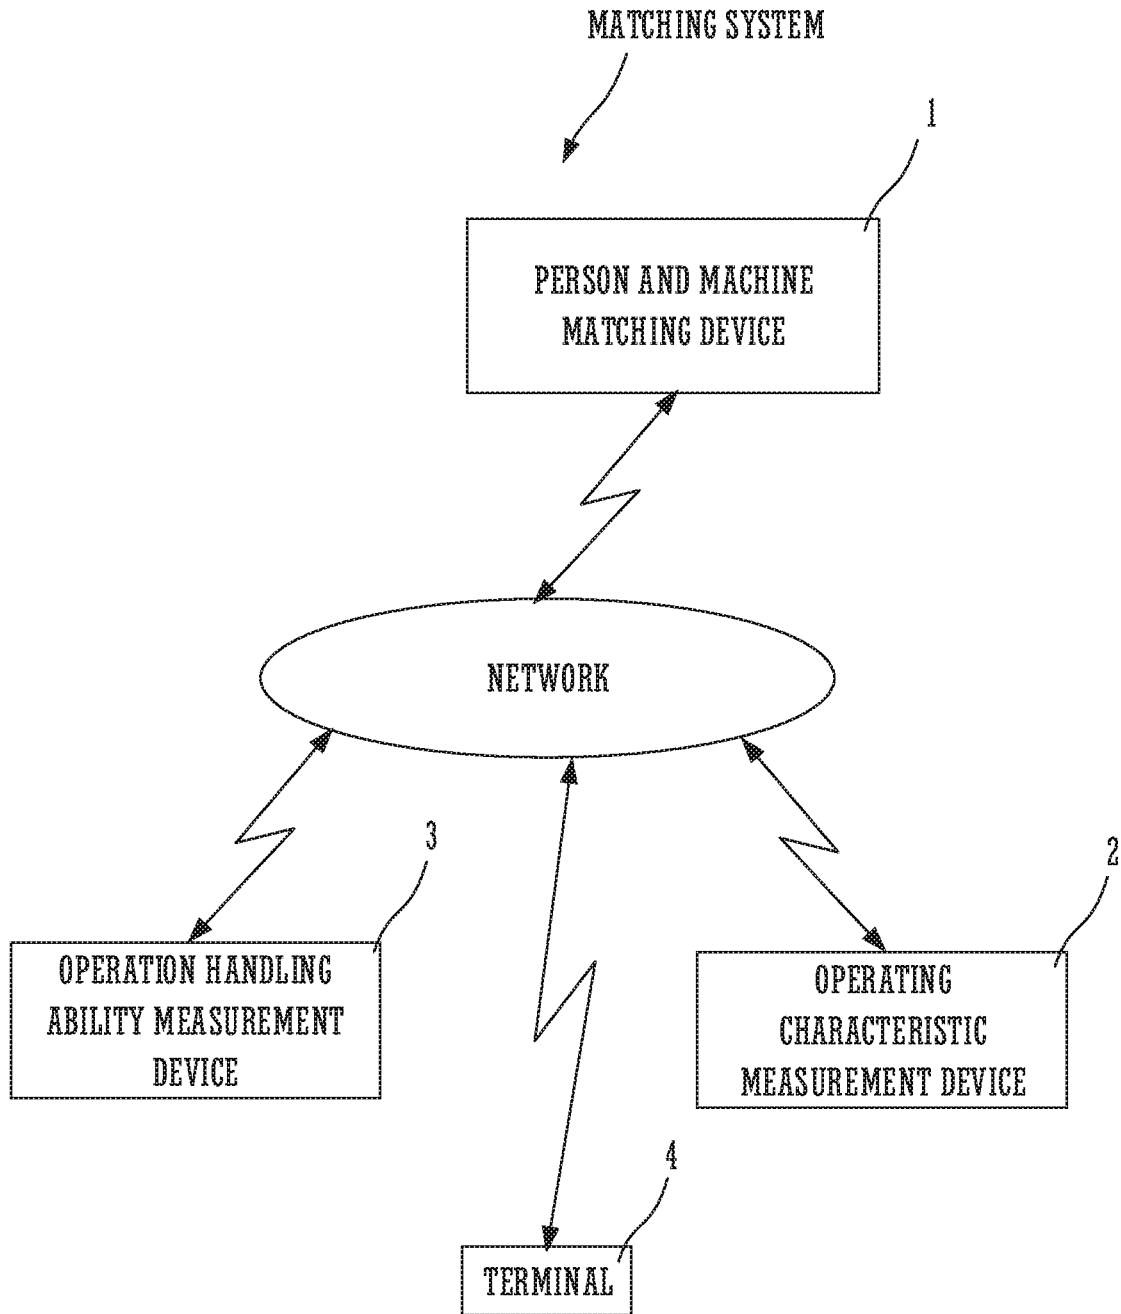 MATCHING SYSTEM
1
PERSON AND MACHINE
MATCHING DEVICE
NETWORK
3
OPERATION HANDLING
ABILITY MEASUREMENT
DEVICE
2
OPERATING
CHARACTERISTIC
MEASUREMENT DEVICE
4
TERMINAL